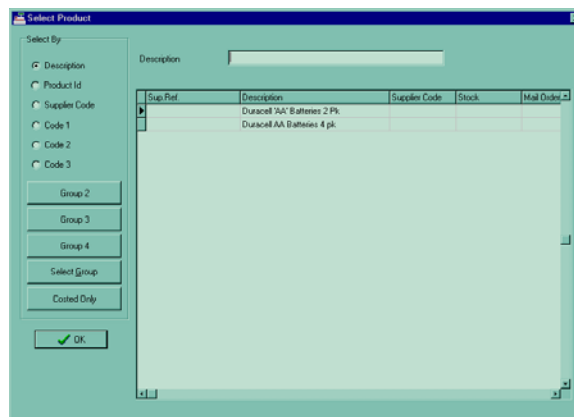 Select Product
Select By
Description
Product Id
Supplier Code
Code 1
Code 2
Code 3
Group 2
Group 3
Group 4
Select Group
Costed Only
OK
Description
Sup.Ref. Description Supplier Code Stock Mail Order
Duracell 'AA' Batteries 2 Pk
Duracell AA Batteries 4 pk